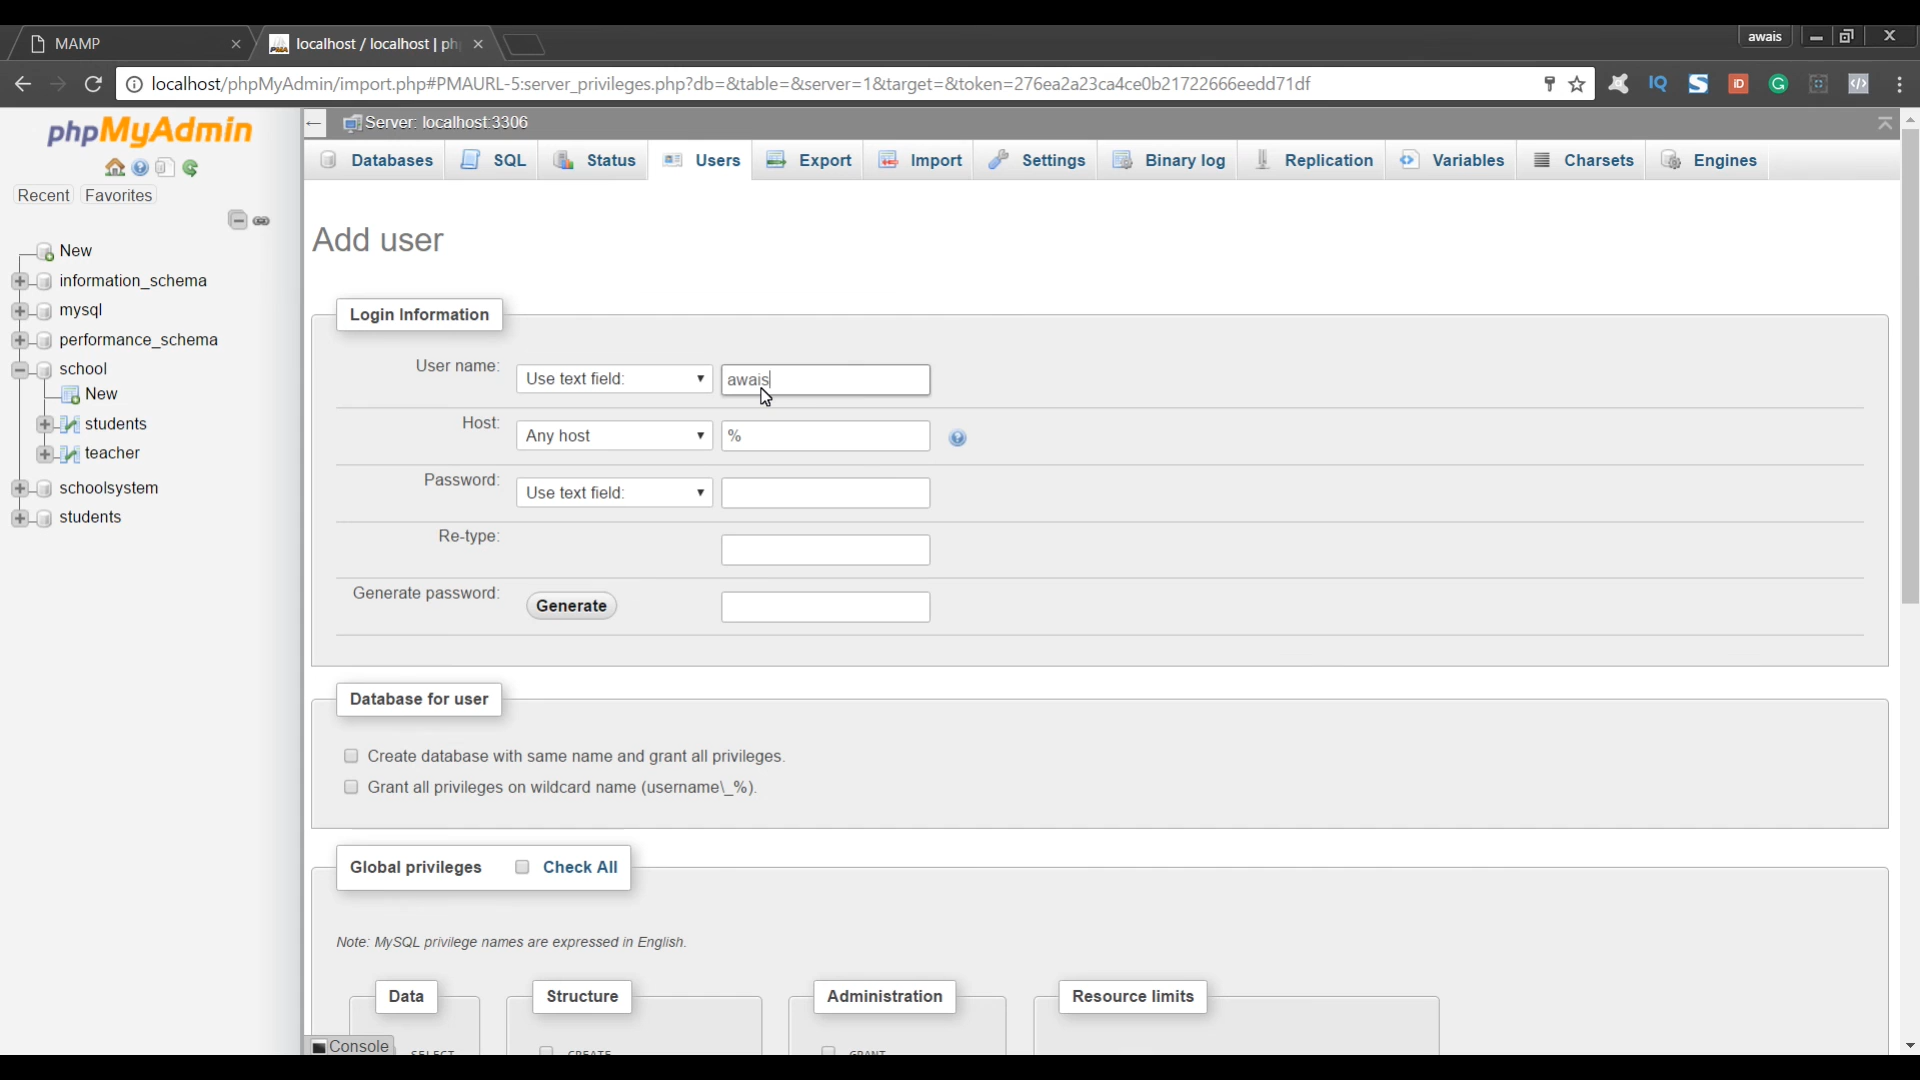 MAMP
localhost / localhost | ph
awais
localhost/phpMyAdmin/import.php#PMAURL-5:server_privileges.php?db=&table=&server=1&target=&token=276ea2a23ca4ce0b21722666eedd71df
phpMyAdmin
Recent Favorites
New
information_schema
mysql
performance_schema
school
New
students
teacher
schoolsystem
students
Server: localhost:3306
Databases SQL Status Users Export Import Settings Binary log Replication Variables Charsets Engines
Add user
Login Information
User name: Use text field: awais
Host: Any host %
Password: Use text field:
Re-type:
Generate password: Generate
Database for user
Create database with same name and grant all privileges.
Grant all privileges on wildcard name (username\_%).
Global privileges Check All
Note: MySQL privilege names are expressed in English.
Data Structure Administration Resource limits
Console SELECT CREATE GRANT